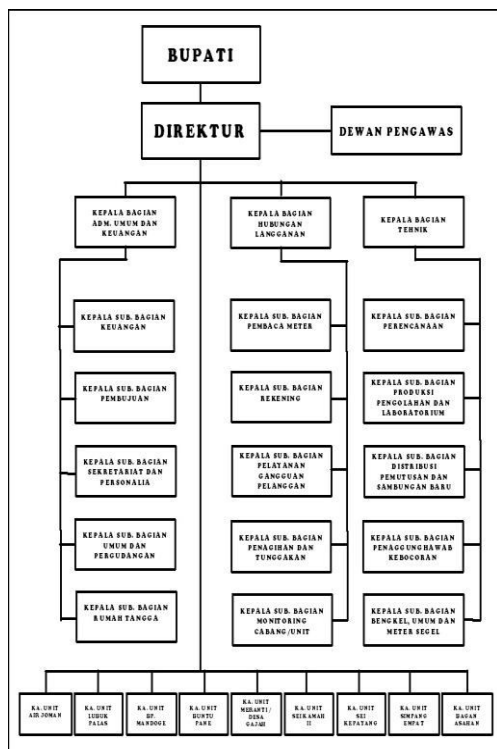 BUPATI
DIREKTUR
DEWAN PENGAWAS
KEPALA BAGIAN
ADM. UMUM DAN
KEUANGAN
KEPALA BAGIAN
HUBUNGAN
LANGGANAN
KEPALA BAGIAN
TEHNIK
KEPALA SUB. BAGIAN
KEUANGAN
KEPALA SUB. BAGIAN
PEMBACA METER
KEPALA SUB. BAGIAN
PERENCANAAN
KEPALA SUB. BAGIAN
PEMBUJUAN
KEPALA SUB. BAGIAN
REKENING
KEPALA SUB. BAGIAN
PRODUKSI
PENGOLAHAN DAN
LABORATORIUM
KEPALA SUB. BAGIAN
SEKRETARIAT DAN
PERSONALIA
KEPALA SUB. BAGIAN
PELAYANAN
GANGGUAN
PELANGGAN
KEPALA SUB. BAGIAN
DISTRIBUSI
PEMUTUSAN DAN
SAMBUNGAN BARU
KEPALA SUB. BAGIAN
UMUM DAN
PERGUDANGAN
KEPALA SUB. BAGIAN
PENAGIHAN DAN
TUNGGAKAN
KEPALA SUB. BAGIAN
PENAGGUNGHAWAB
KEBOCORAN
KEPALA SUB. BAGIAN
RUMAH TANGGA
KEPALA SUB. BAGIAN
MONITORING
CABANG/UNIT
KEPALA SUB. BAGIAN
BENGKEL, UMUM DAN
METER SEGEL
KA. UNIT
AIR JOMAN
KA. UNIT
LUBUK
PALAS
KA. UNIT
BP.
MANDOGE
KA. UNIT
BUNTU
PANE
KA. UNIT
MERANTI /
DESA
GAJAH
KA. UNIT
SEI KAMAH
II
KA. UNIT
SEI
KEPAYANG
KA. UNIT
SIMPANG
EMPAT
KA. UNIT
BAGAN
ASAHAN